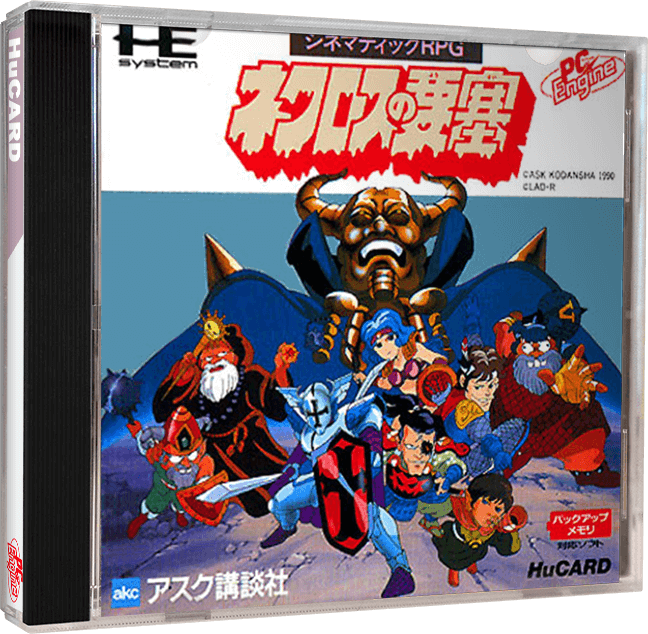 HuCARD
HE
system
シネマティックRPG
ネクロスの要塞
PC
Engine
©ASK KODANSHA 1990
©LAD-R
バックアップ
メモリ
対応ソフト
HuCARD
akc アスク講談社
PC
Engine